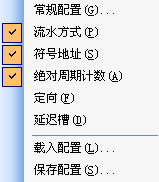 常规配置(G)...
流水方式(P)
符号地址(S)
绝对周期计数(A)
定向(F)
延迟槽(D)
载入配置(L)...
保存配置(S)...